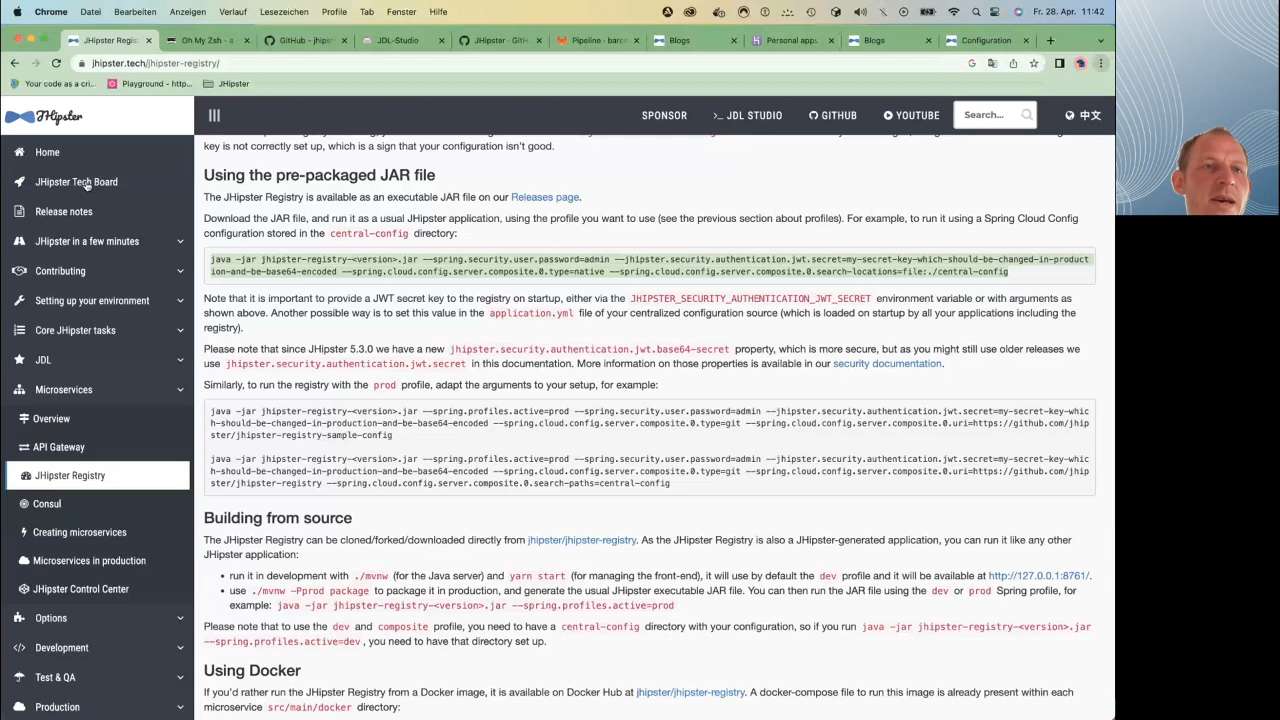 Chrome Datei Bearbeiten Anzeigen Verlauf Lesezeichen Profile Tab Fenster Hilfe Fr. 28. Apr. 11:42
JHipster Regis Oh My Zsh - a GitHub - jhips JDL-Studio JHipster - GitH Pipeline - barc Blogs Personal apps Blogs Configuration
jhipster.tech/jhipster-registry/
Your code as a cri... Playground - http... JHipster
JHipster
SPONSOR JDL STUDIO GITHUB YOUTUBE Search... 中文
Home
JHipster Tech Board
Release notes
JHipster in a few minutes
Contributing
Setting up your environment
Core JHipster tasks
JDL
Microservices
Overview
API Gateway
JHipster Registry
Consul
Creating microservices
Microservices in production
JHipster Control Center
Options
Development
Test & QA
Production
key is not correctly set up, which is a sign that your configuration isn't good.
Using the pre-packaged JAR file
The JHipster Registry is available as an executable JAR file on our Releases page.
Download the JAR file, and run it as a usual JHipster application, using the profile you want to use (see the previous section about profiles). For example, to run it using a Spring Cloud Config
configuration stored in the central-config directory:
java -jar jhipster-registry-<version>.jar --spring.security.user.password=admin --jhipster.security.authentication.jwt.secret=my-secret-key-which-should-be-changed-in-product
ion-and-be-base64-encoded --spring.cloud.config.server.composite.0.type=native --spring.cloud.config.server.composite.0.search-locations=file:./central-config
Note that it is important to provide a JWT secret key to the registry on startup, either via the JHIPSTER_SECURITY_AUTHENTICATION_JWT_SECRET environment variable or with arguments as
shown above. Another possible way is to set this value in the application.yml file of your centralized configuration source (which is loaded on startup by all your applications including the
registry).
Please note that since JHipster 5.3.0 we have a new jhipster.security.authentication.jwt.base64-secret property, which is more secure, but as you might still use older releases we
use jhipster.security.authentication.jwt.secret in this documentation. More information on those properties is available in our security documentation.
Similarly, to run the registry with the prod profile, adapt the arguments to your setup, for example:
java -jar jhipster-registry-<version>.jar --spring.profiles.active=prod --spring.security.user.password=admin --jhipster.security.authentication.jwt.secret=my-secret-key-whic
h-should-be-changed-in-production-and-be-base64-encoded --spring.cloud.config.server.composite.0.type=git --spring.cloud.config.server.composite.0.uri=https://github.com/jhip
ster/jhipster-registry-sample-config
java -jar jhipster-registry-<version>.jar --spring.profiles.active=prod --spring.security.user.password=admin --jhipster.security.authentication.jwt.secret=my-secret-key-whic
h-should-be-changed-in-production-and-be-base64-encoded --spring.cloud.config.server.composite.0.type=git --spring.cloud.config.server.composite.0.uri=https://github.com/jhip
ster/jhipster-registry --spring.cloud.config.server.composite.0.search-paths=central-config
Building from source
The JHipster Registry can be cloned/forked/downloaded directly from jhipster/jhipster-registry. As the JHipster Registry is also a JHipster-generated application, you can run it like any other
JHipster application:
• run it in development with ./mvnw (for the Java server) and yarn start (for managing the front-end), it will use by default the dev profile and it will be available at http://127.0.0.1:8761/.
• use ./mvnw -Pprod package to package it in production, and generate the usual JHipster executable JAR file. You can then run the JAR file using the dev or prod Spring profile, for
example: java -jar jhipster-registry-<version>.jar --spring.profiles.active=prod
Please note that to use the dev and composite profile, you need to have a central-config directory with your configuration, so if you run java -jar jhipster-registry-<version>.jar
--spring.profiles.active=dev, you need to have that directory set up.
Using Docker
If you'd rather run the JHipster Registry from a Docker image, it is available on Docker Hub at jhipster/jhipster-registry. A docker-compose file to run this image is already present within each
microservice src/main/docker directory: